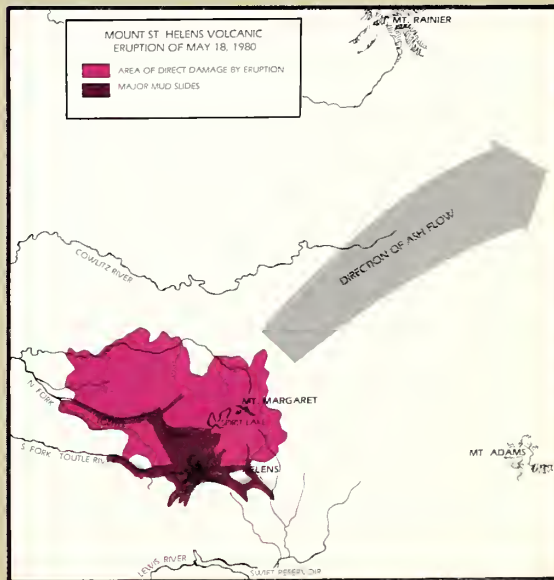 MT. RAINIER
MOUNT ST HELENS VOLCANIC
ERUPTION OF MAY 18, 1980
AREA OF DIRECT DAMAGE BY ERUPTION
MAJOR MUD SLIDES
DIRECTION OF ASH FLOW
COWLITZ RIVER
MT. MARGARET
SPIRIT LAKE
N FORK
S FORK TOUTLE RIV
HELENS
MT ADAMS
LEWIS RIVER
SWIFT RESERVOIR